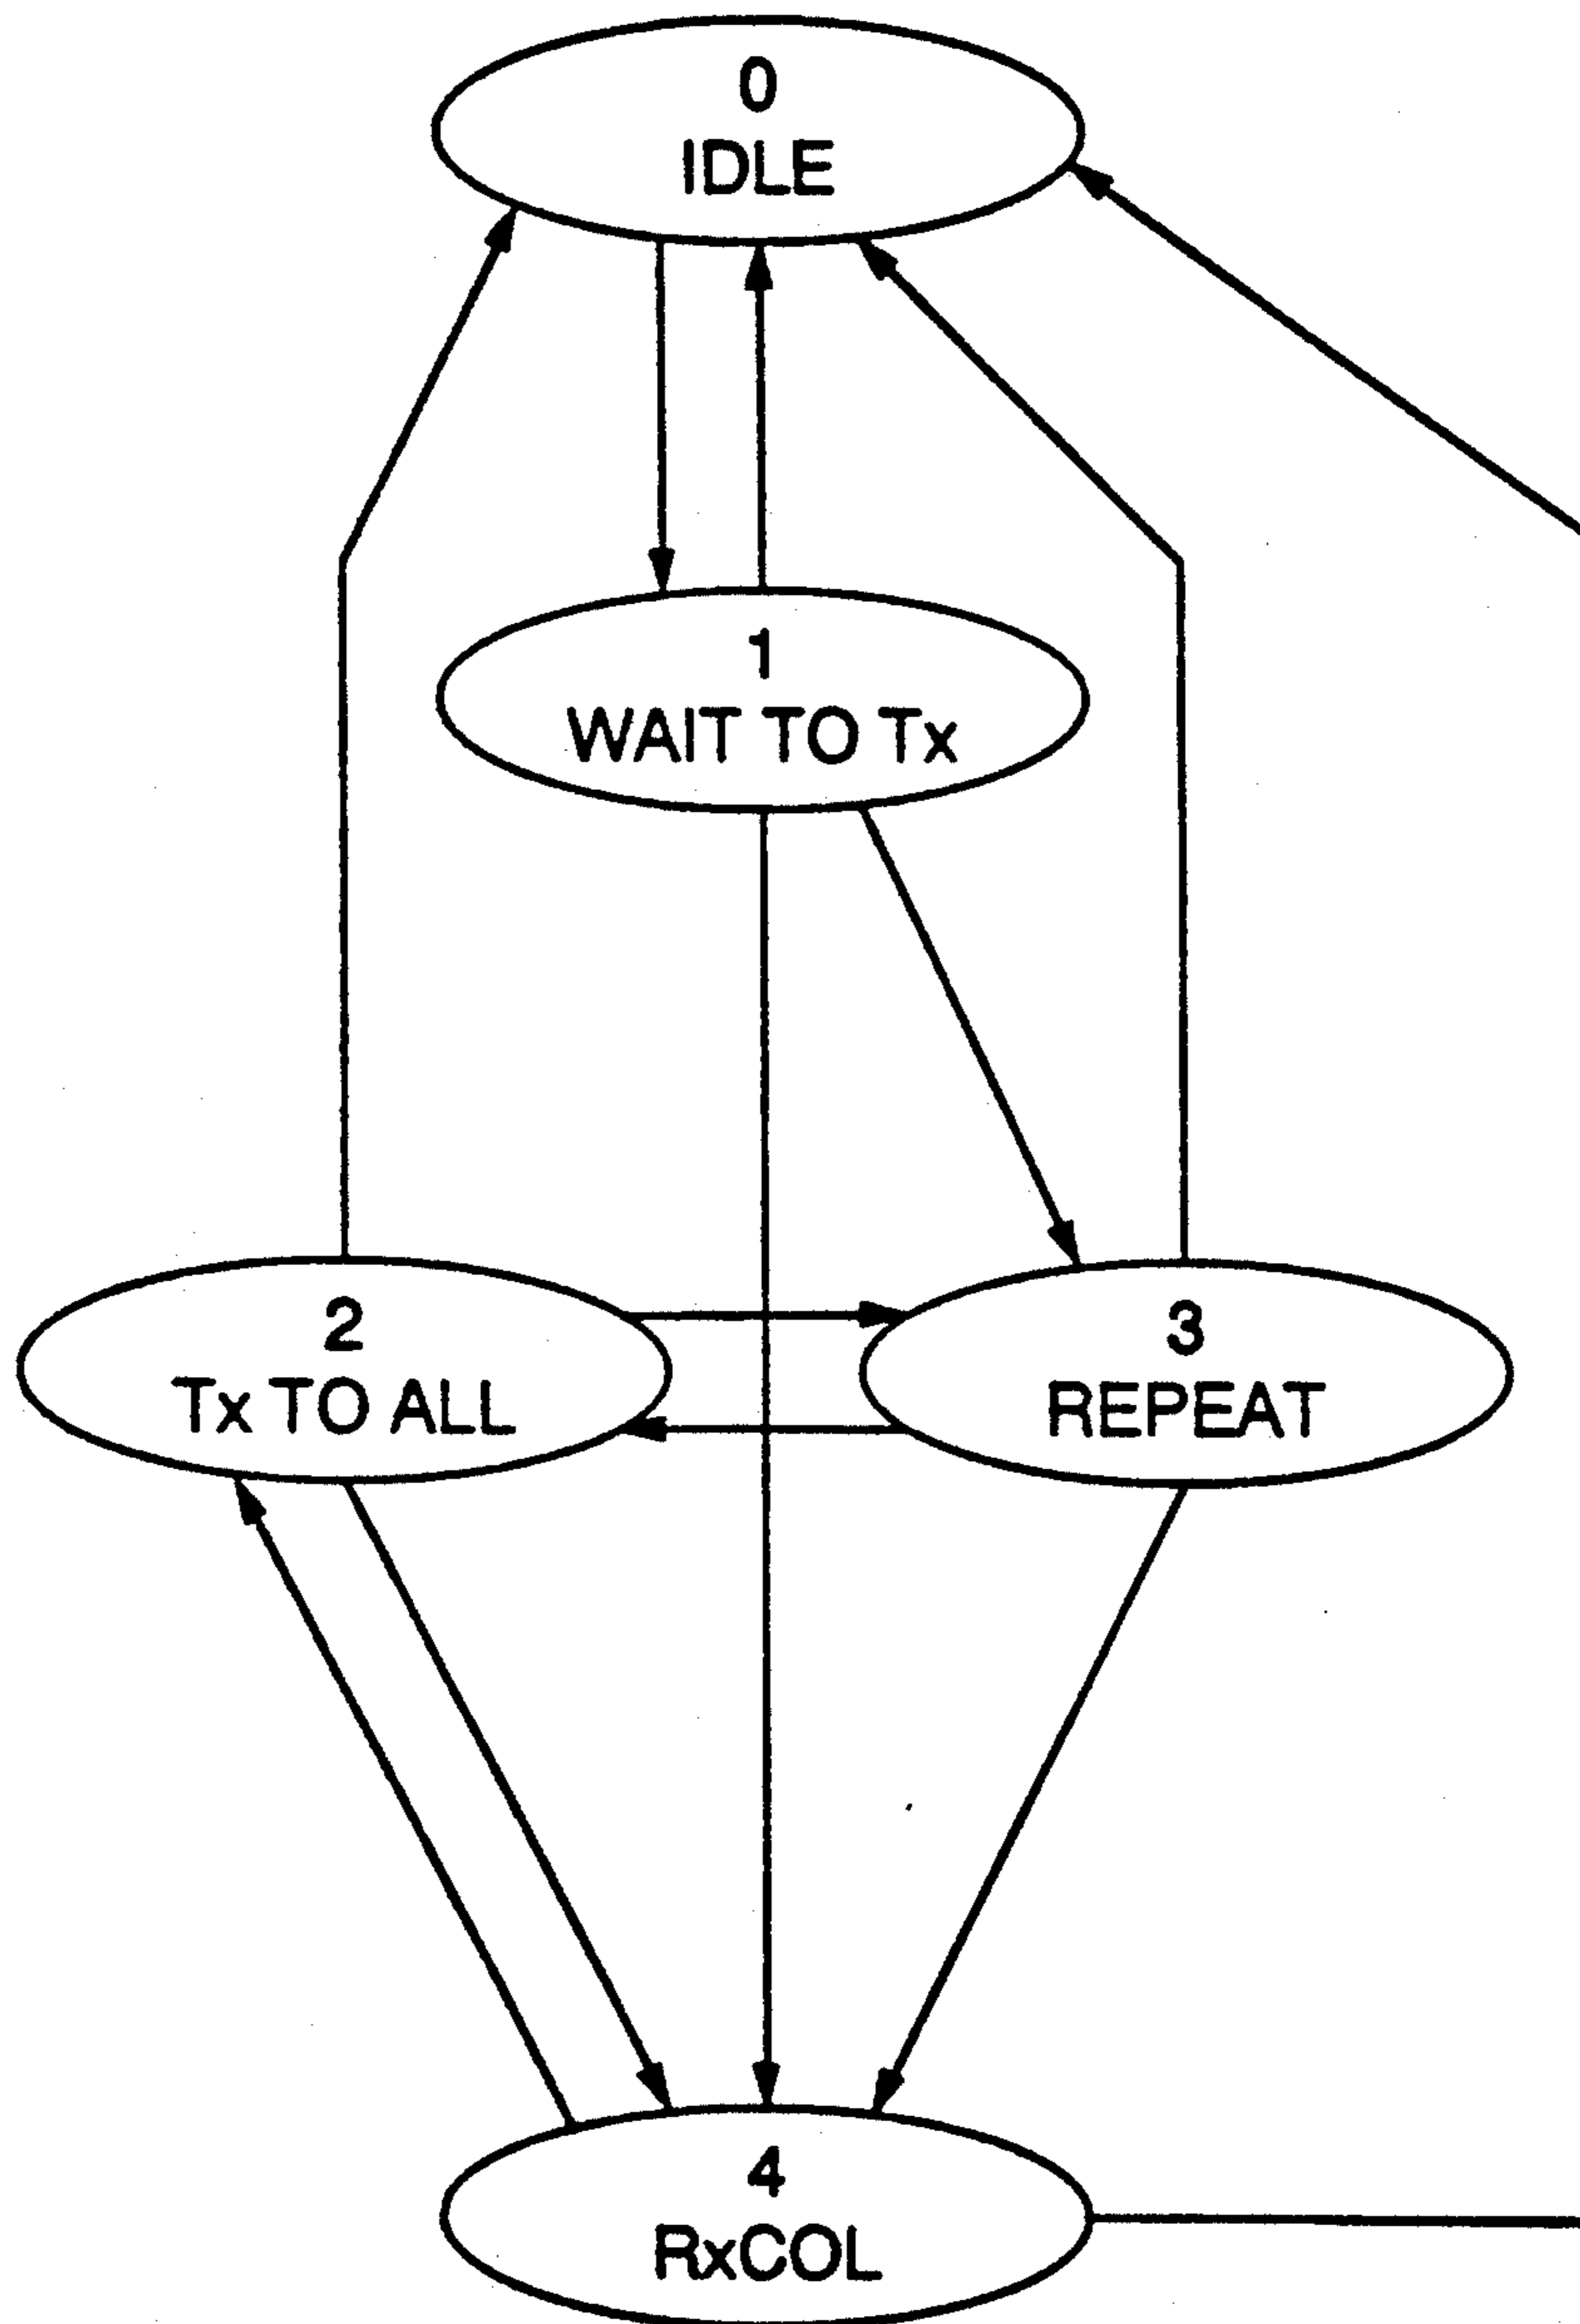 0
IDLE
1
WAIT TO Tx
2
Tx TO ALL
3
REPEAT
4
RxCOL